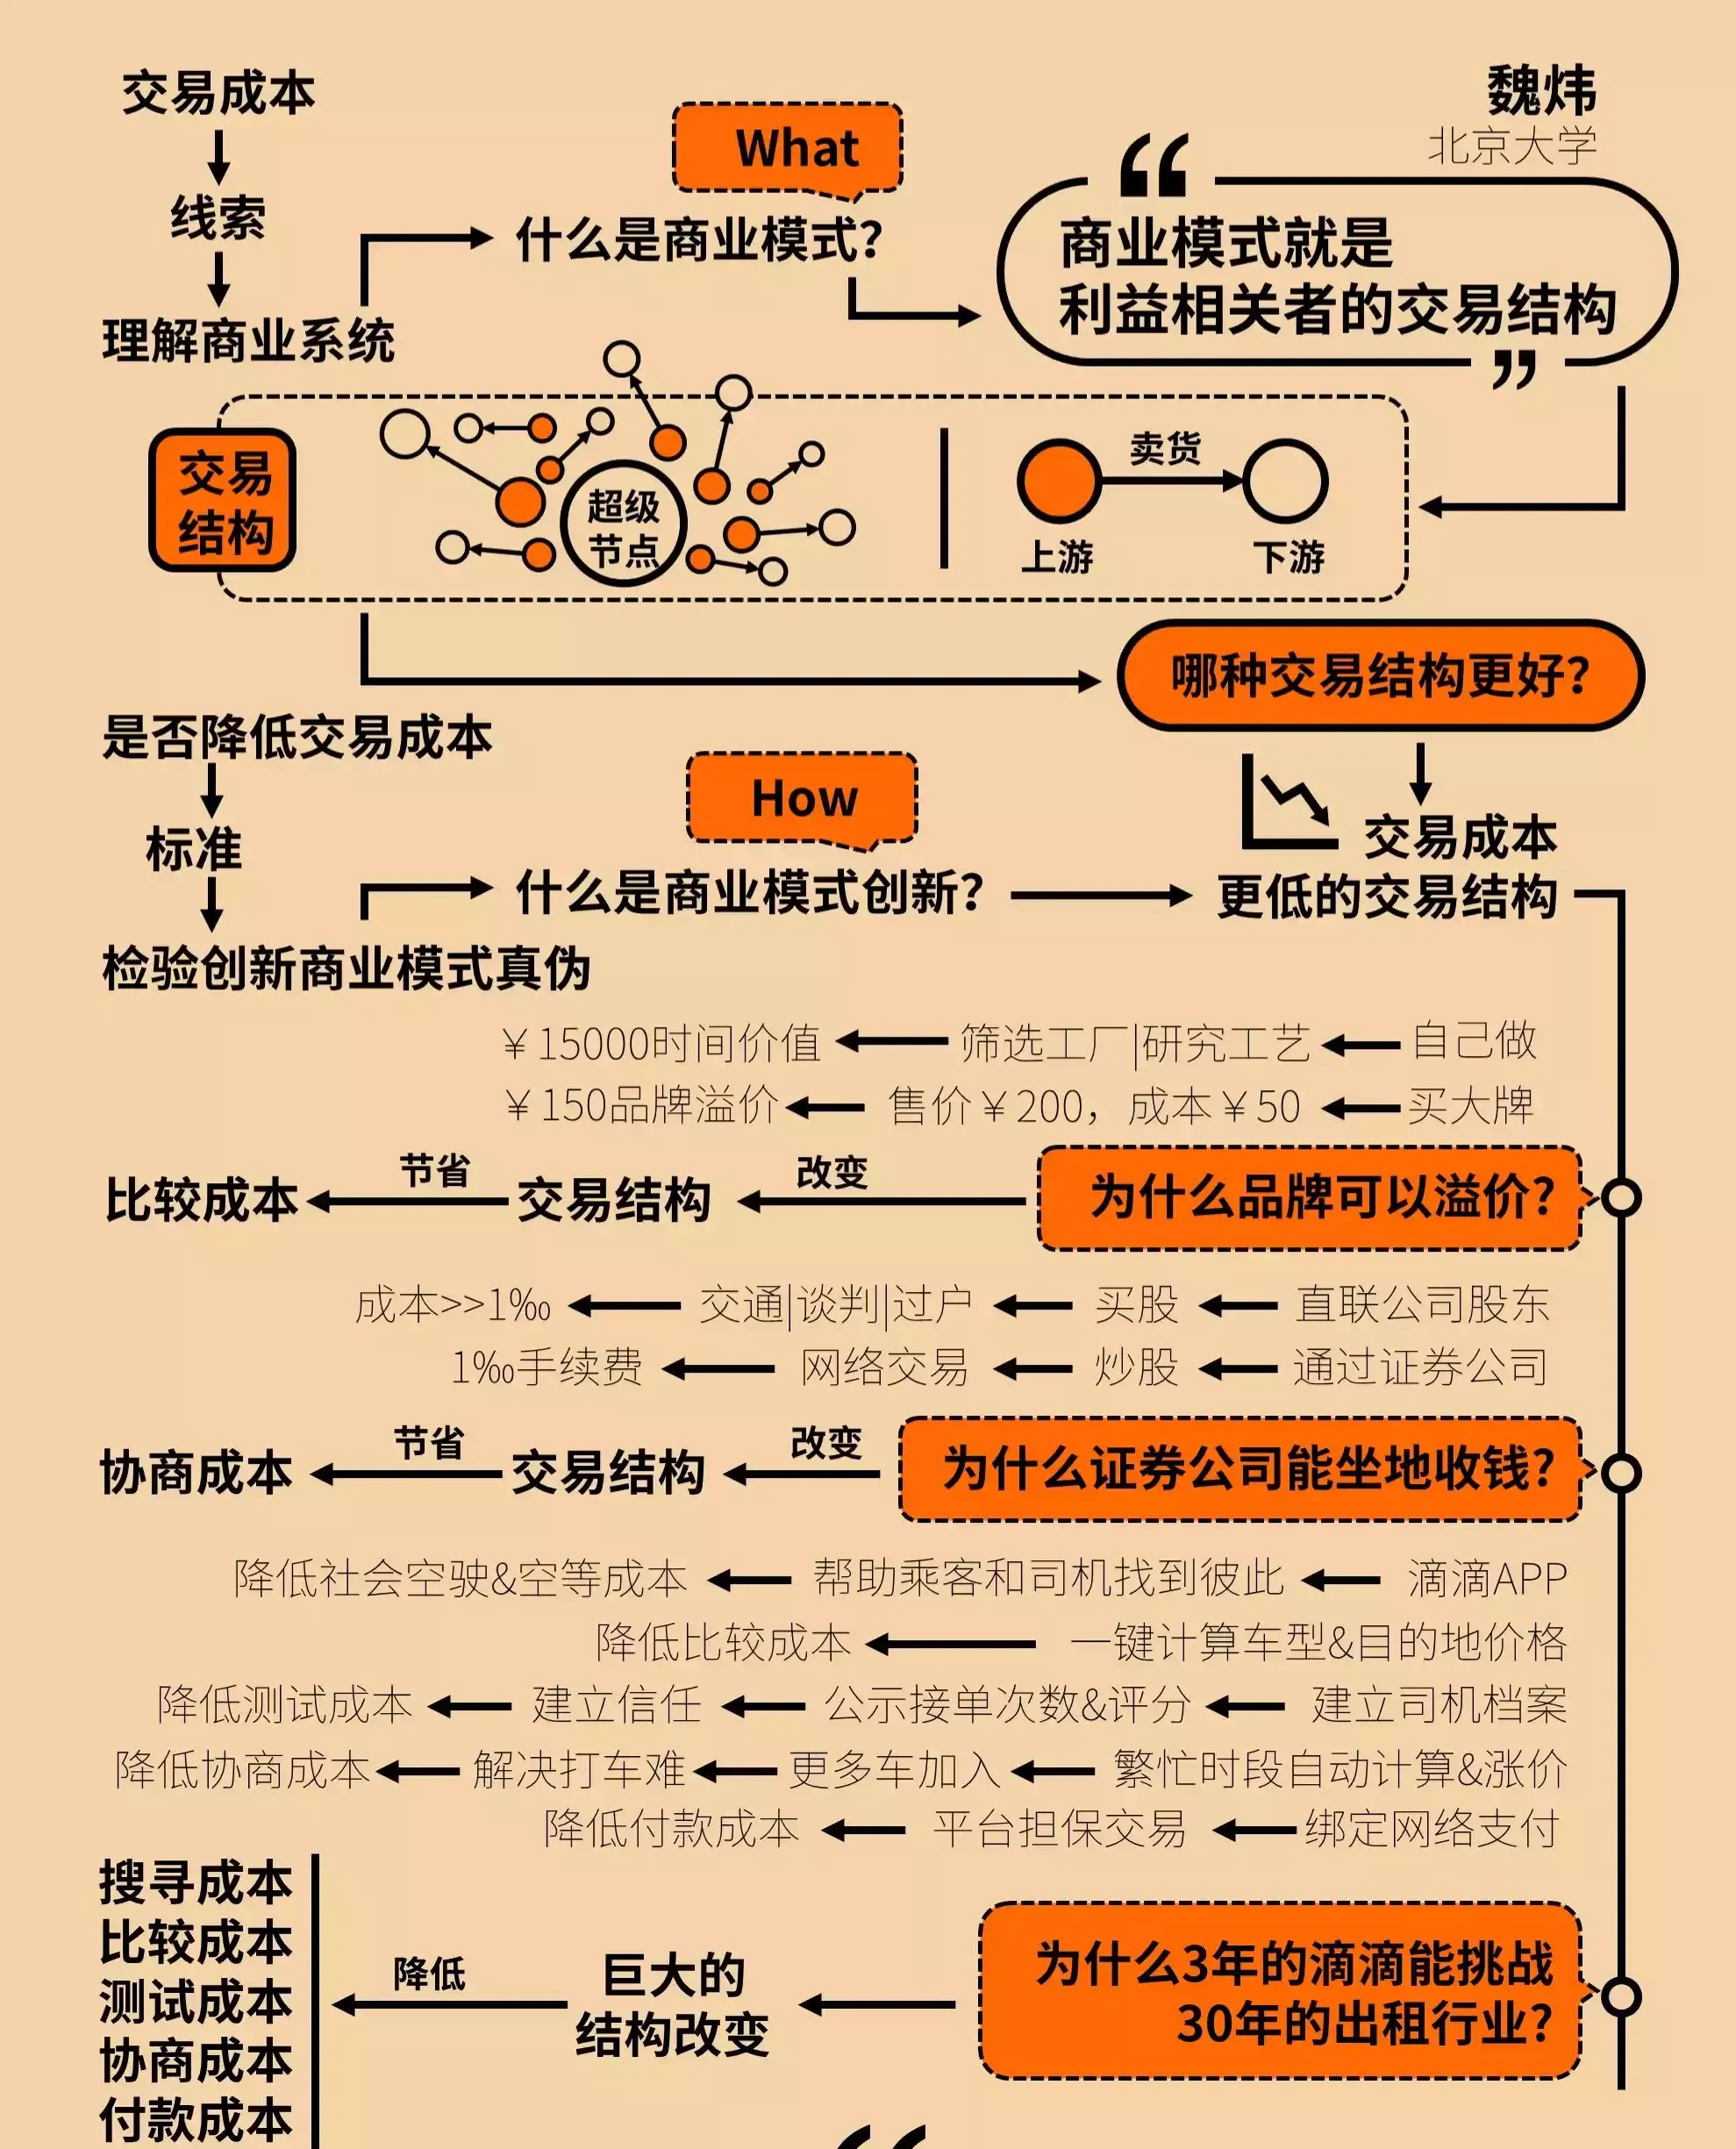 交易成本
线索
理解商业系统
What
什么是商业模式?
魏炜
北京大学
“
商业模式就是
利益相关者的交易结构
”
交易
结构
超级
节点
卖货
上游
下游
哪种交易结构更好?
是否降低交易成本
标准
检验创新商业模式真伪
How
什么是商业模式创新?
交易成本
更低的交易结构
¥15000时间价值
筛选工厂|研究工艺
自己做
¥150品牌溢价
售价¥200，成本¥50
买大牌
比较成本
节省
交易结构
改变
为什么品牌可以溢价?
成本>>1‰
交通|谈判|过户
买股
直联公司股东
1‰手续费
网络交易
炒股
通过证券公司
协商成本
节省
交易结构
改变
为什么证券公司能坐地收钱?
降低社会空驶&空等成本
帮助乘客和司机找到彼此
滴滴APP
降低比较成本
一键计算车型&目的地价格
降低测试成本
建立信任
公示接单次数&评分
建立司机档案
降低协商成本
解决打车难
更多车加入
繁忙时段自动计算&涨价
降低付款成本
平台担保交易
绑定网络支付
搜寻成本
比较成本
测试成本
协商成本
付款成本
降低
巨大的
结构改变
为什么3年的滴滴能挑战
30年的出租行业?
“